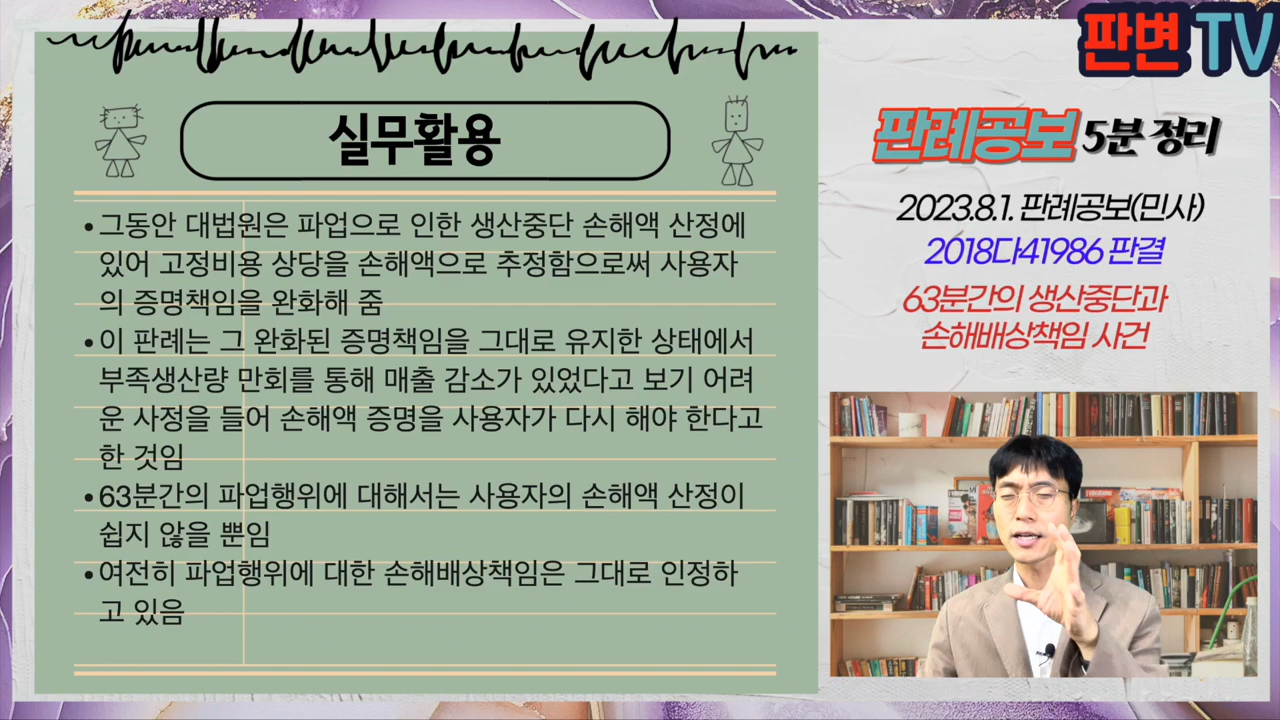 판변 TV
실무활용
• 그동안 대법원은 파업으로 인한 생산중단 손해액 산정에
있어 고정비용 상당을 손해액으로 추정함으로써 사용자
의 증명책임을 완화해 줌
• 이 판례는 그 완화된 증명책임을 그대로 유지한 상태에서
부족생산량 만회를 통해 매출 감소가 있었다고 보기 어려
운 사정을 들어 손해액 증명을 사용자가 다시 해야 한다고
한 것임
• 63분간의 파업행위에 대해서는 사용자의 손해액 산정이
쉽지 않을 뿐임
• 여전히 파업행위에 대한 손해배상책임은 그대로 인정하
고 있음
판례공보 5분 정리
2023.8.1. 판례공보(민사)
2018다41986 판결
63분간의 생산중단과
손해배상책임 사건